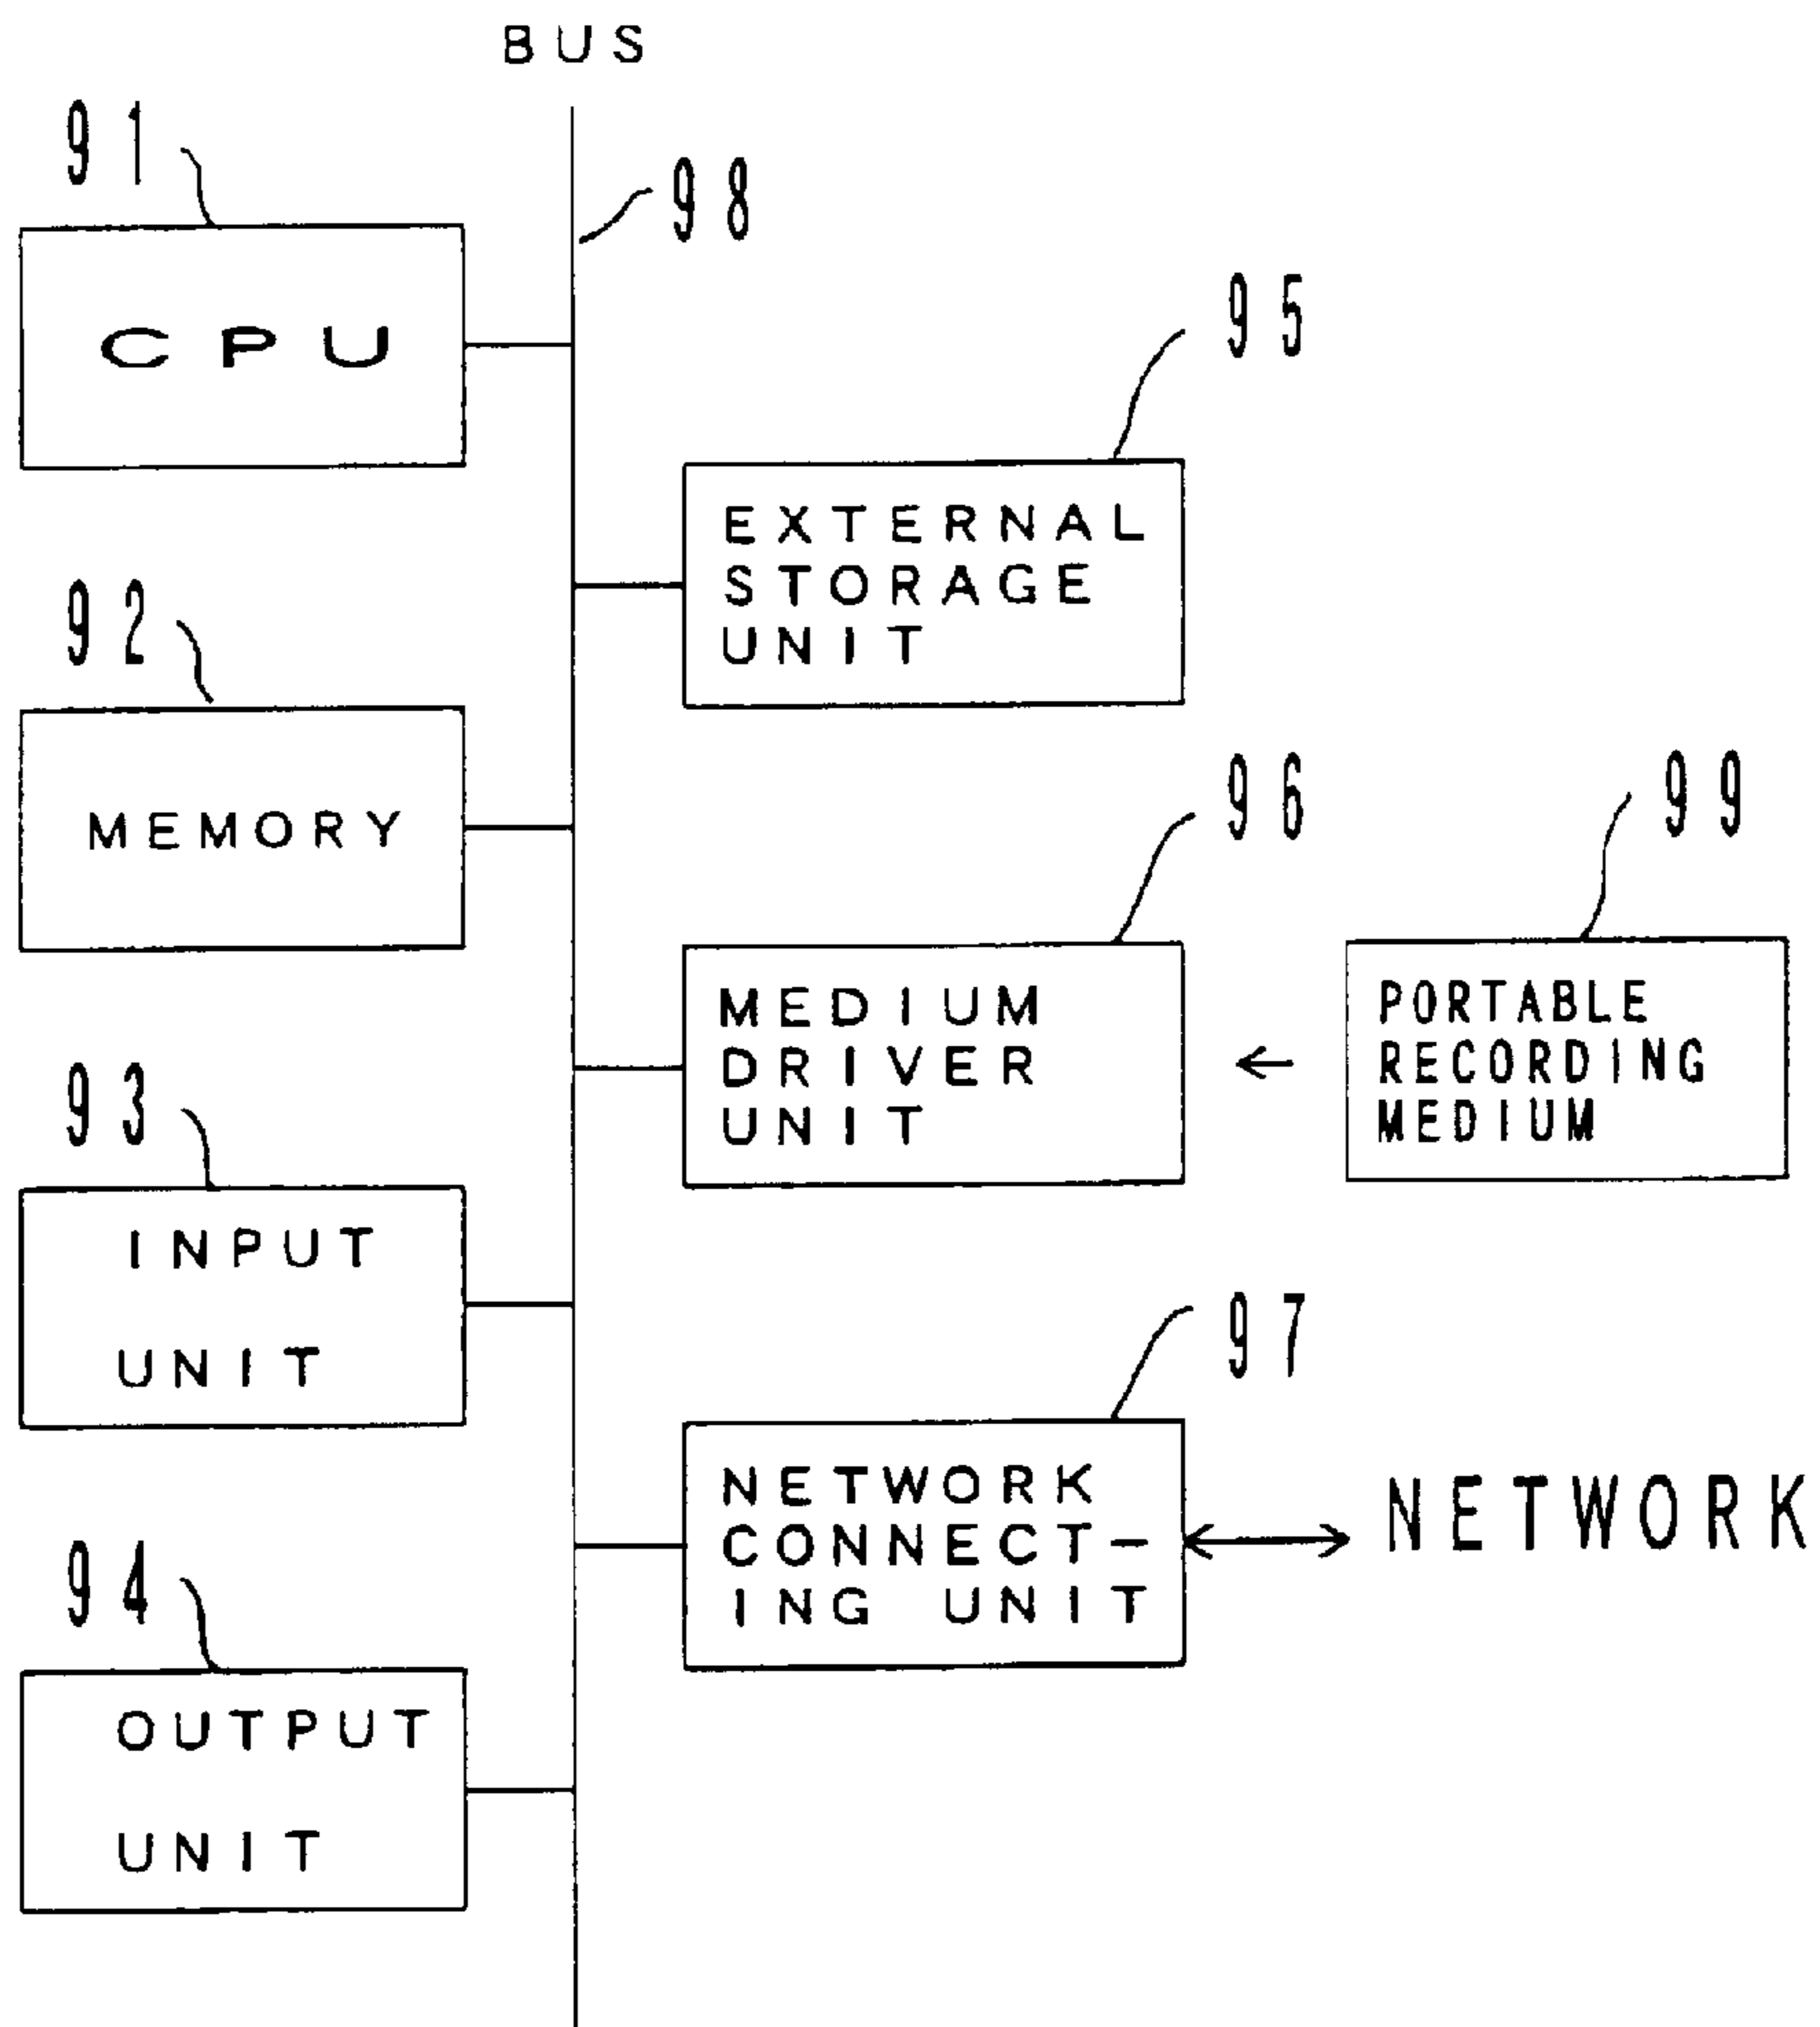 BUS
91
98
CPU
95
EXTERNAL
STORAGE
UNIT
92
MEMORY
96
99
MEDIUM
DRIVER
UNIT
PORTABLE
RECORDING
MEDIUM
93
INPUT
UNIT
97
NETWORK
CONNECT-
ING UNIT
NETWORK
94
OUTPUT
UNIT